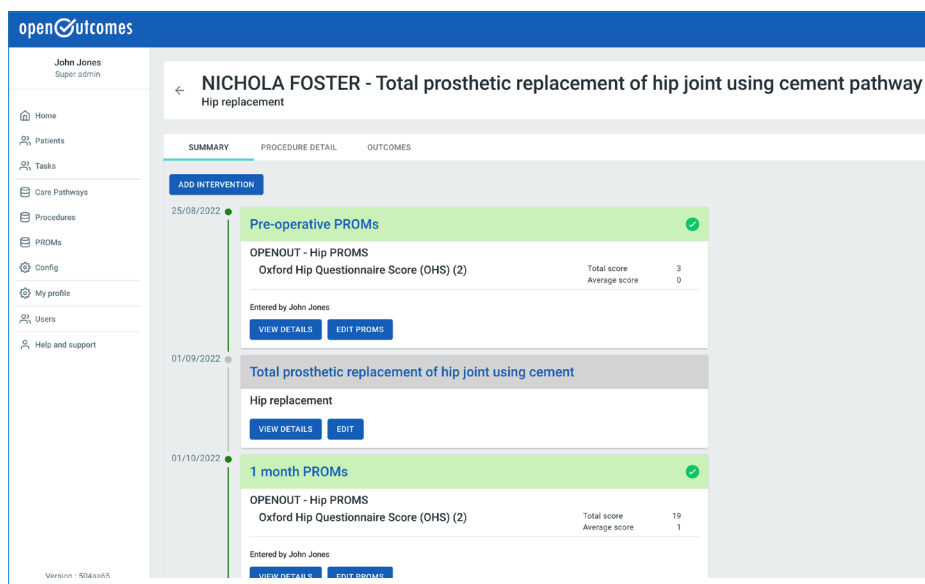 openOutcomes
John Jones
Super admin
Home
Patients
Tasks
Care Pathways
Procedures
PROMs
Config
My profile
Users
Help and support
Version : 504aa65
NICHOLA FOSTER - Total prosthetic replacement of hip joint using cement pathway
Hip replacement
SUMMARY PROCEDURE DETAIL OUTCOMES
ADD INTERVENTION
25/08/2022
Pre-operative PROMs
OPENOUT - Hip PROMS
Oxford Hip Questionnaire Score (OHS) (2) Total score 3
Average score 0
Entered by John Jones
VIEW DETAILS EDIT PROMS
01/09/2022
Total prosthetic replacement of hip joint using cement
Hip replacement
VIEW DETAILS EDIT
01/10/2022
1 month PROMs
OPENOUT - Hip PROMS
Oxford Hip Questionnaire Score (OHS) (2) Total score 19
Average score 1
Entered by John Jones
VIEW DETAILS EDIT PROMS